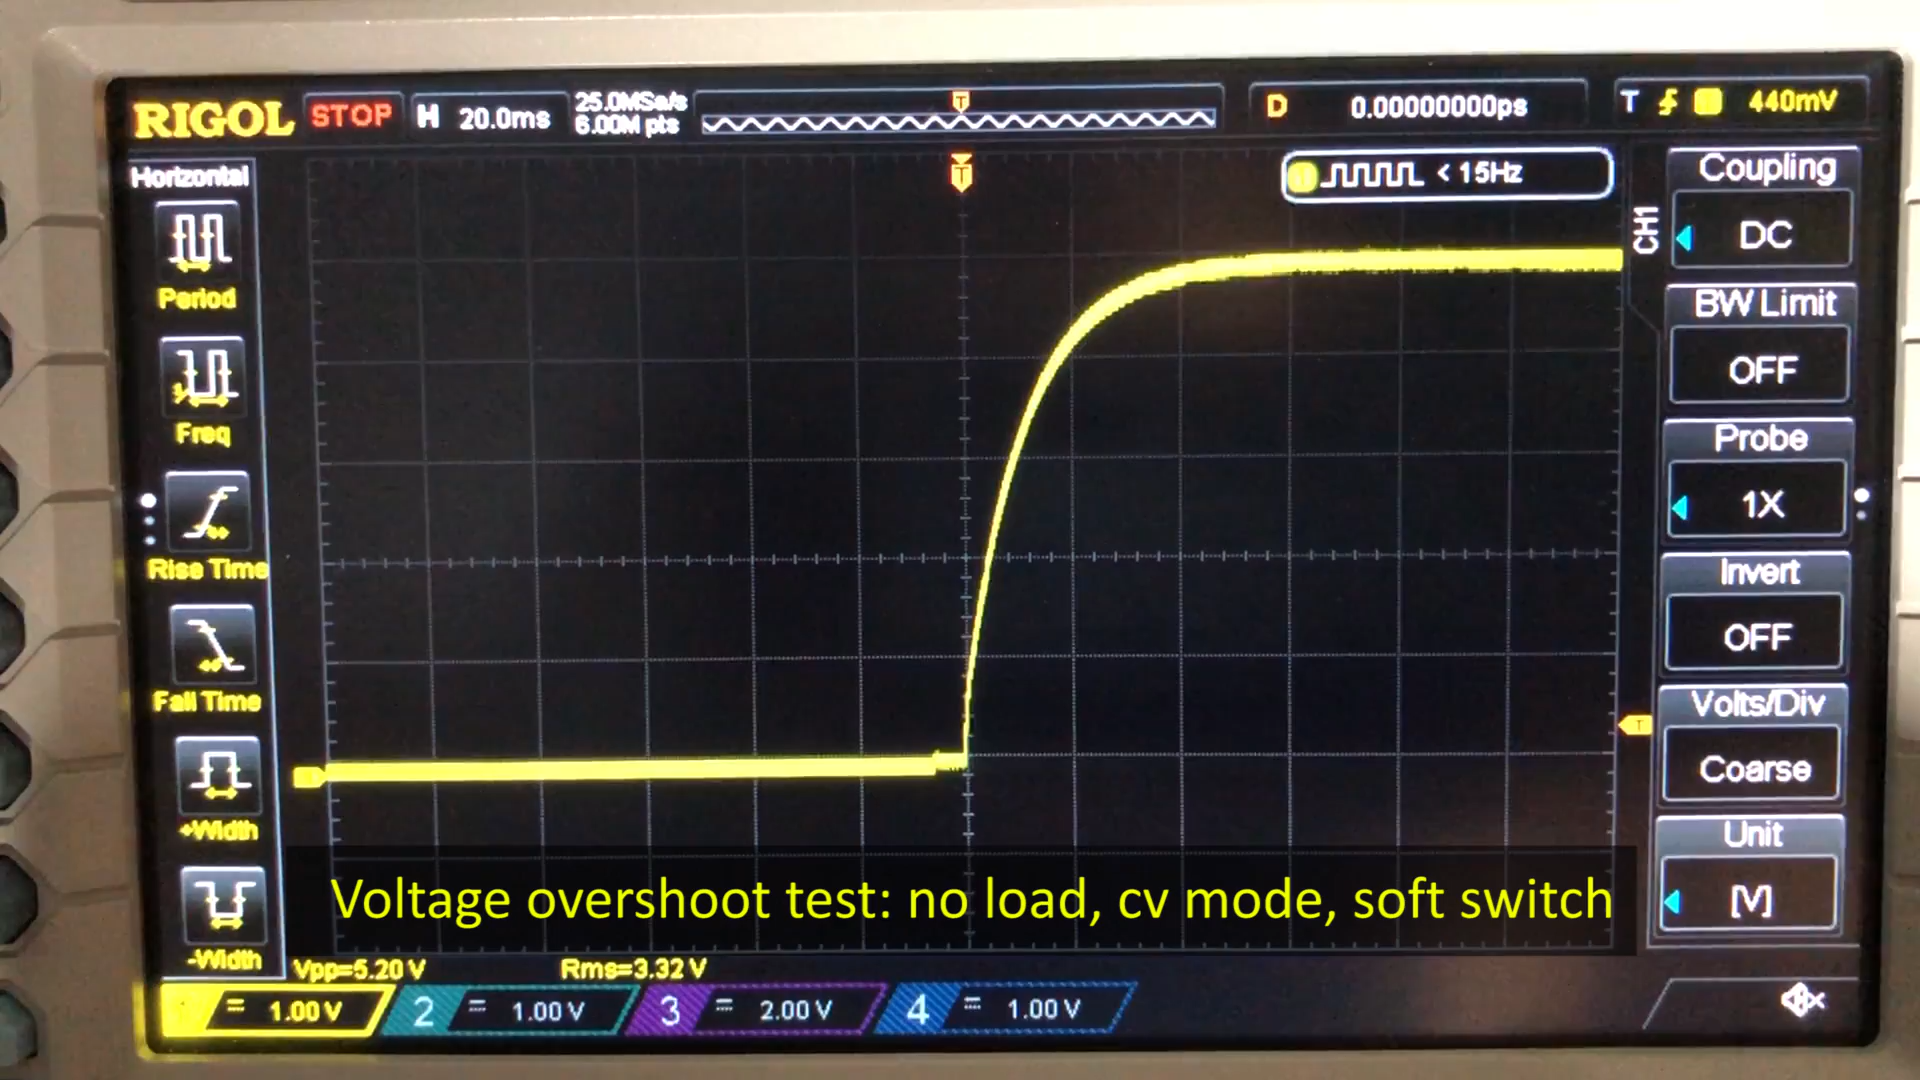 RIGOL STOP H 20.0ms 25.0MSa/s D 0.00000000ps T 440mV
6.00M pts
Horizontal
< 15Hz
Period
Freq
Rise Time
Fall Time
+Width
-Width
CH1
Coupling
DC
BW Limit
OFF
Probe
1X
Invert
OFF
Volts/Div
Coarse
Unit
[V]
Voltage overshoot test: no load, cv mode, soft switch
Vpp=5.20 V Rms=3.32 V
1.00 V 2 1.00 V 3 2.00 V 4 1.00 V